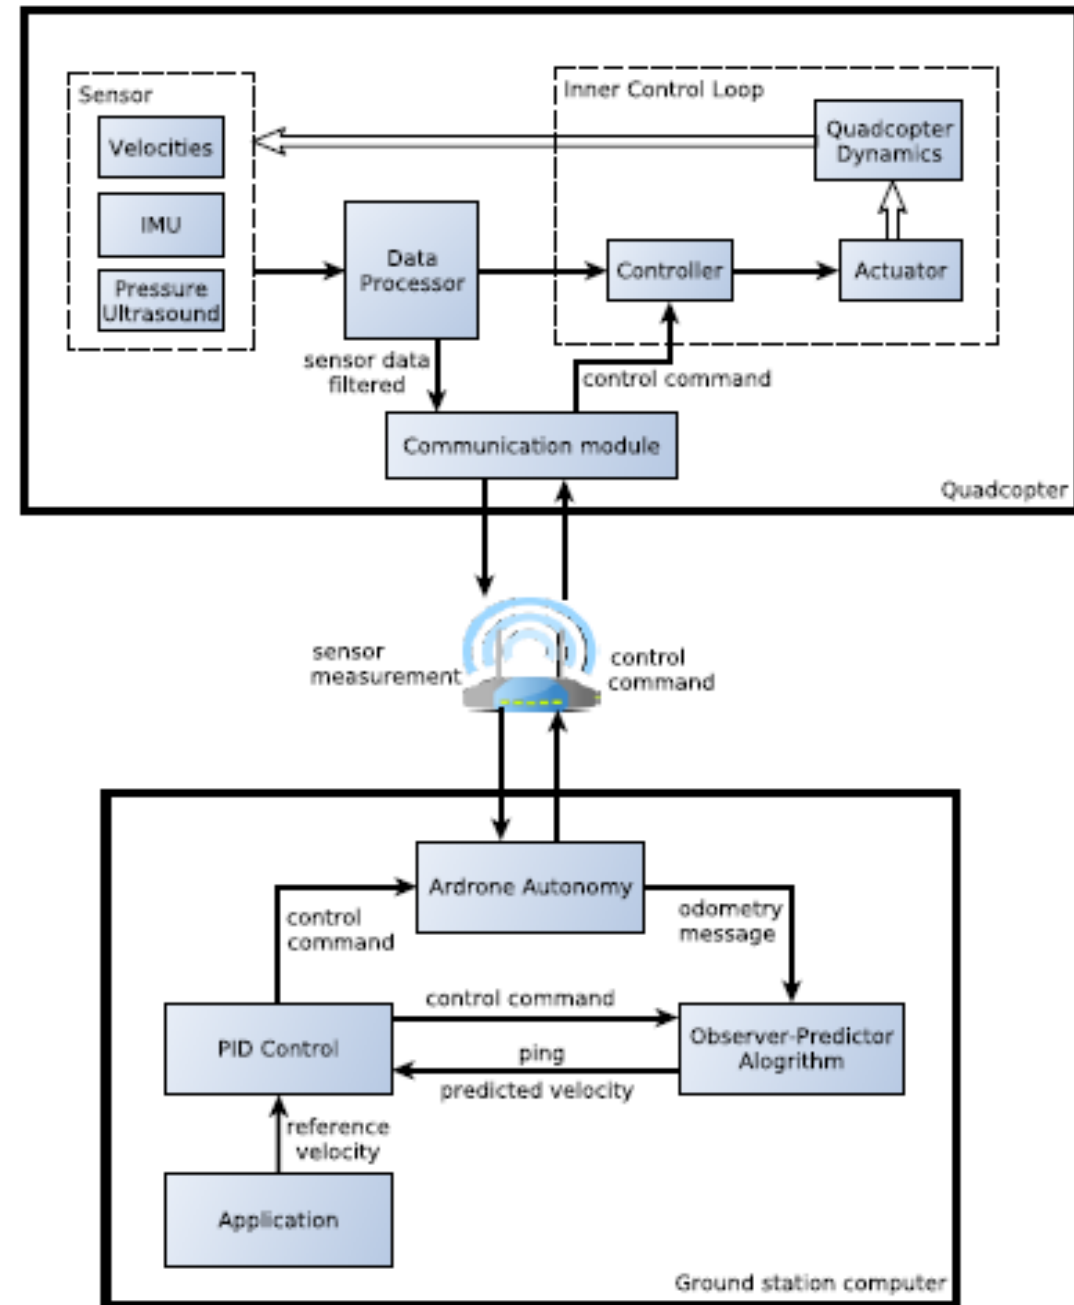 Sensor
Velocities
IMU
Pressure
Ultrasound
Inner Control Loop
Quadcopter
Dynamics
Data
Processor
Controller
Actuator
sensor data
filtered
control command
Communication module
Quadcopter
sensor
measurement
control
command
Ardrone Autonomy
control
command
odometry
message
control command
PID Control
ping
predicted velocity
Observer-Predictor
Alogrithm
reference
velocity
Application
Ground station computer